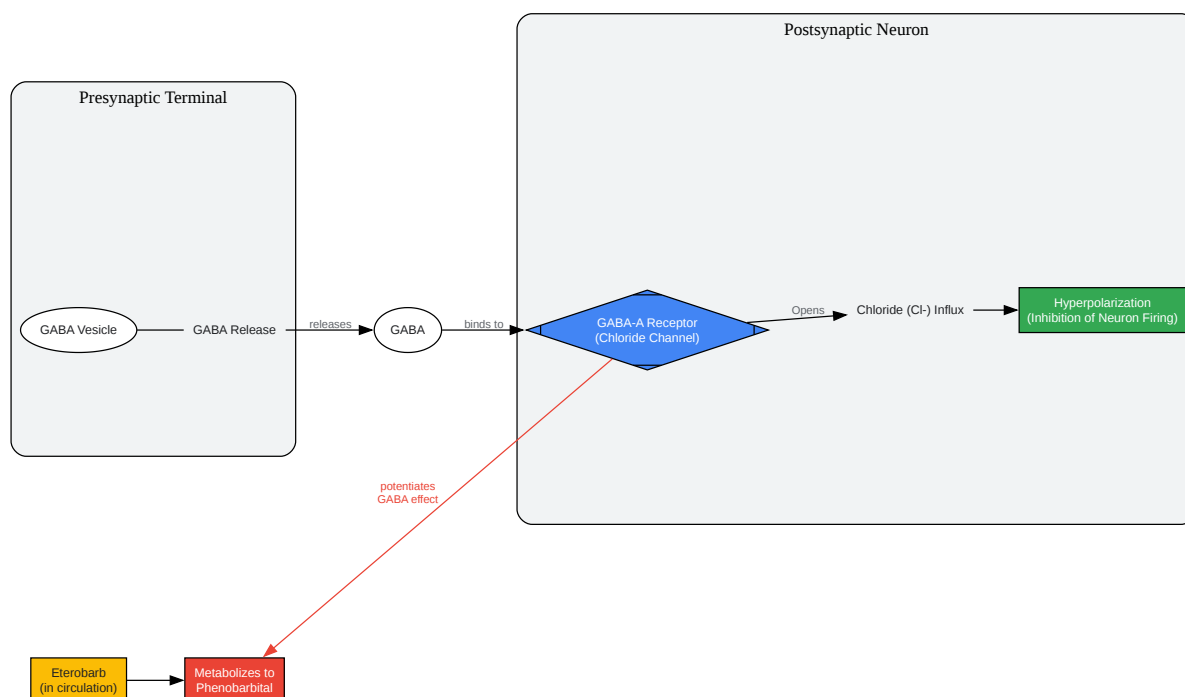 Postsynaptic Neuron
Presynaptic Terminal
GABA Vesicle
GABA Release
releases
GABA
binds to
GABA-A Receptor
(Chloride Channel)
Opens
Chloride (Cl-) Influx
Hyperpolarization
(Inhibition of Neuron Firing)
potentiates
GABA effect
Eterobarb
(in circulation)
Metabolizes to
Phenobarbital